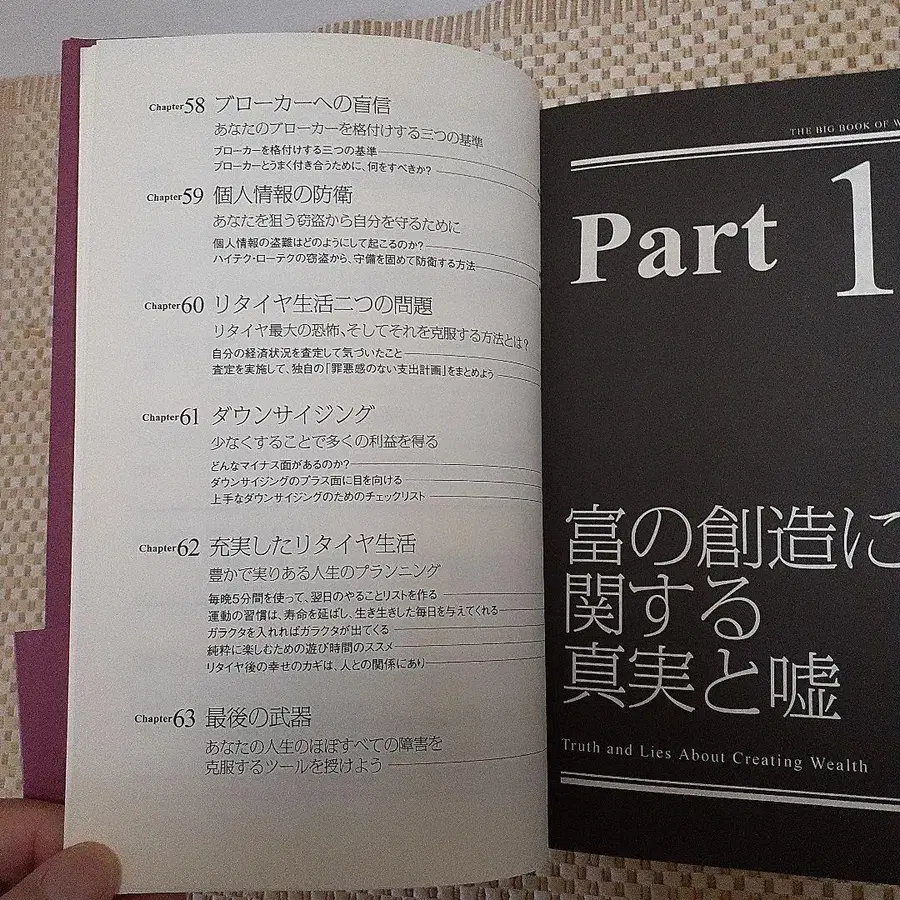 Chapter58 ブローカーへの盲信
あなたのブローカーを格付けする三つの基準
ブローカーを格付けする三つの基準
ブローカーとうまく付き合うために、何をすべきか?
Chapter59 個人情報の防衛
あなたを狙う窃盗から自分を守るために
個人情報の盗難はどのようにして起こるのか?
ハイテク・ローテクの窃盗から、守備を固めて防衛する方法
Chapter60 リタイヤ生活二つの問題
リタイヤ最大の恐怖、そしてそれを克服する方法とは?
自分の経済状況を査定して気づいたこと
査定を実施して、独自の「罪悪感のない支出計画」をまとめよう
Chapter61 ダウンサイジング
少なくすることで多くの利益を得る
どんなマイナス面があるのか?
ダウンサイジングのプラス面に目を向ける
上手なダウンサイジングのためのチェックリスト
Chapter62 充実したリタイヤ生活
豊かで実りある人生のプランニング
毎晩5分間を使って、翌日のやることリストを作る
運動の習慣は、寿命を延ばし、生き生きした毎日を与えてくれる
ガラクタを入れればガラクタが出てくる
純粋に楽しむための遊び時間のススメ
リタイヤ後の幸せのカギは、人との関係にあり
Chapter63 最後の武器
あなたの人生のほぼすべての障害を
克服するツールを授けよう
THE BIG BOOK OF
Part 1
富の創造に
関する
真実と嘘
Truth and Lies About Creating Wealth